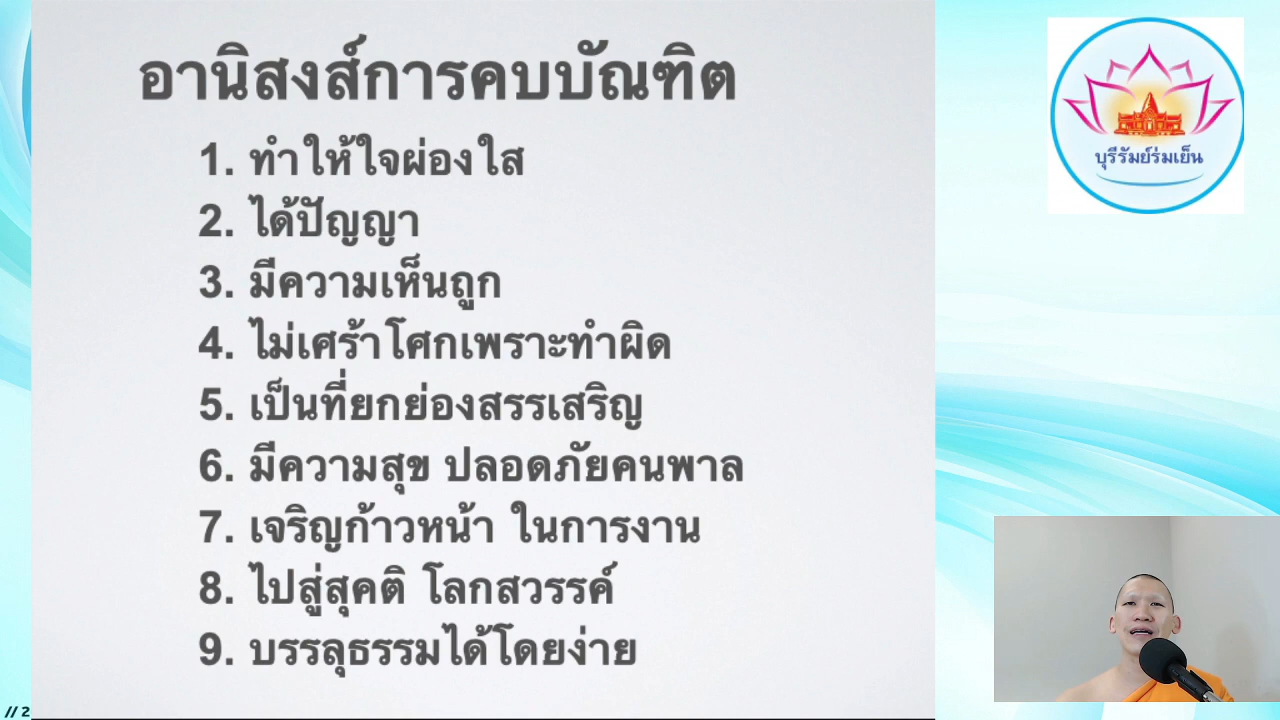 อานิสงส์การคบบัณฑิต
1. ทำให้ใจผ่องใส
2. ได้ปัญญา
3. มีความเห็นถูก
4. ไม่เศร้าโศกเพราะทำผิด
5. เป็นที่ยกย่องสรรเสริญ
6. มีความสุข ปลอดภัยคนพาล
7. เจริญก้าวหน้า ในการงาน
8. ไปสู่สุคติ โลกสวรรค์
9. บรรลุธรรมได้โดยง่าย
บุรีรัมย์ร่มเย็น
// 2